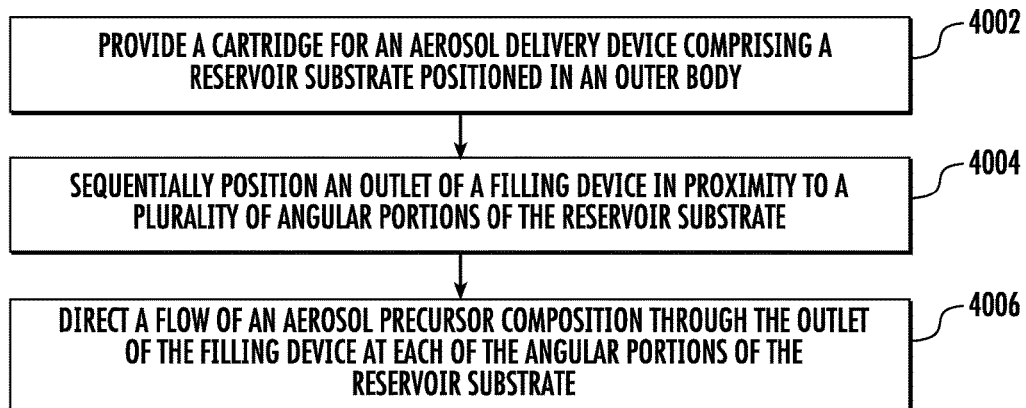 4002
PROVIDE A CARTRIDGE FOR AN AEROSOL DELIVERY DEVICE COMPRISING A
RESERVOIR SUBSTRATE POSITIONED IN AN OUTER BODY
4004
SEQUENTIALLY POSITION AN OUTLET OF A FILLING DEVICE IN PROXIMITY TO A
PLURALITY OF ANGULAR PORTIONS OF THE RESERVOIR SUBSTRATE
4006
DIRECT A FLOW OF AN AEROSOL PRECURSOR COMPOSITION THROUGH THE OUTLET
OF THE FILLING DEVICE AT EACH OF THE ANGULAR PORTIONS OF THE
RESERVOIR SUBSTRATE